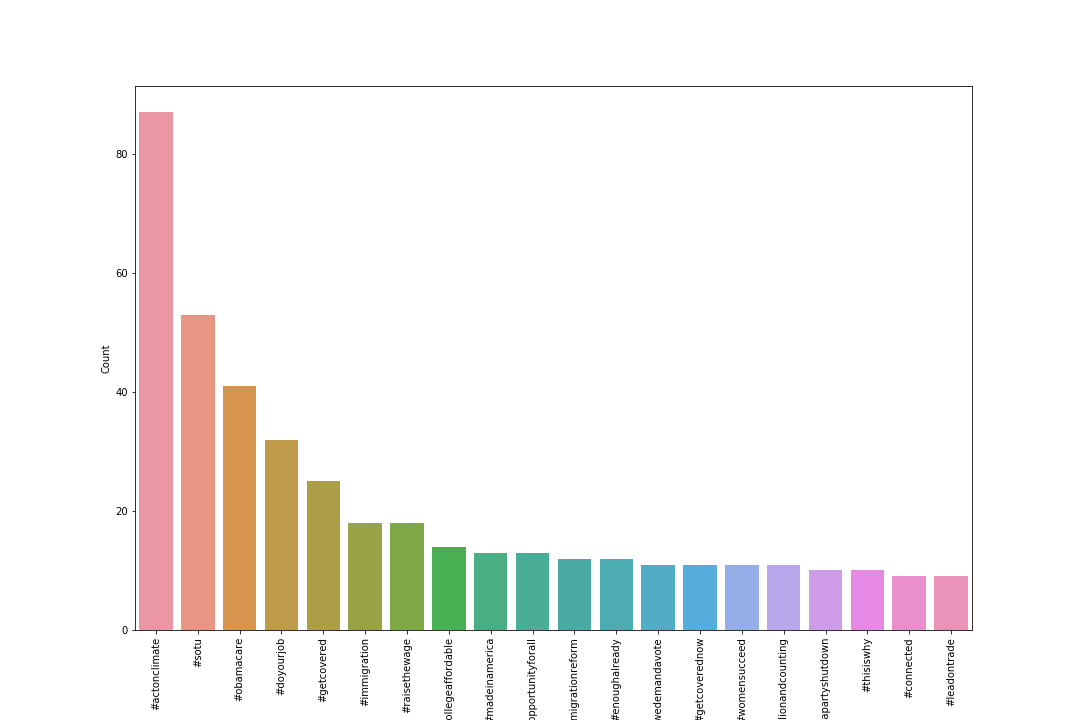 80
60
40
20
0
Count
#actonclimate
#sotu
#obamacare
#doyourjob
#getcovered
#immigration
#raisethewage
ollegeaffordable
#madeinamerica
opportunityforall
migrationreform
#enoughalready
wedemandavote
#getcoverednow
#womensucceed
lionandcounting
apartyshutdown
#thisiswhy
#connected
#leadontrade